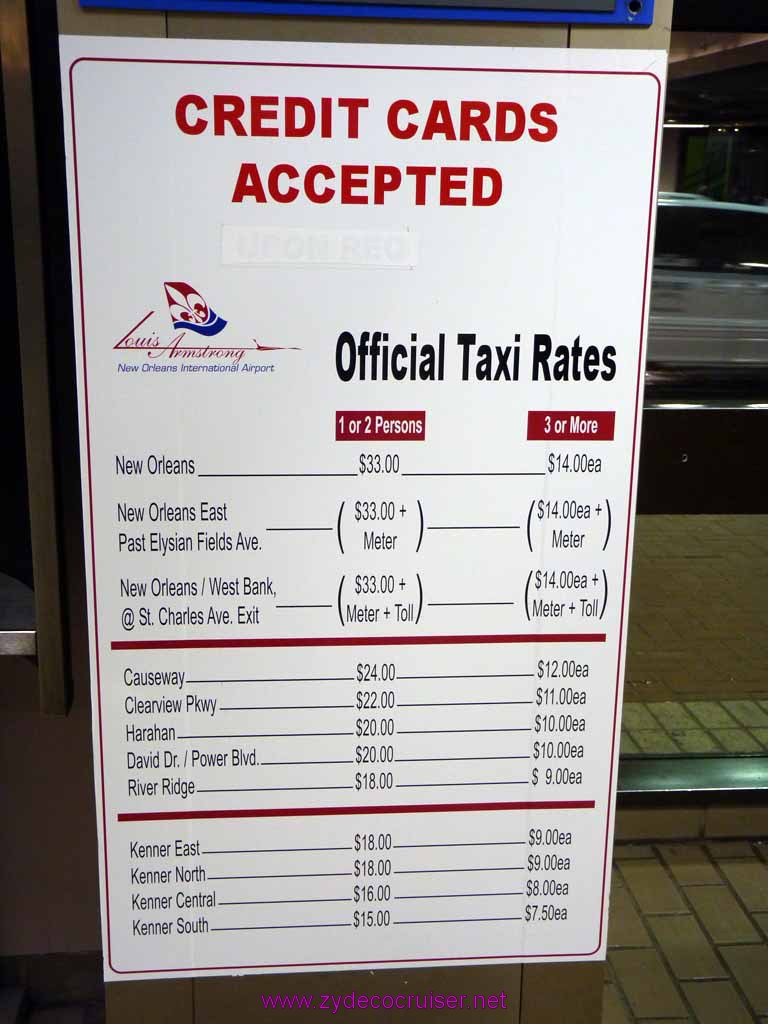 CREDIT CARDS
ACCEPTED
UPON REQ
Louis Armstrong
New Orleans International Airport
Official Taxi Rates
1 or 2 Persons 3 or More
New Orleans $33.00 $14.00ea
New Orleans East
Past Elysian Fields Ave. ($33.00 + Meter) ($14.00ea + Meter)
New Orleans / West Bank,
@ St. Charles Ave. Exit ($33.00 + Meter + Toll) ($14.00ea + Meter + Toll)
Causeway $24.00 $12.00ea
Clearview Pkwy $22.00 $11.00ea
Harahan $20.00 $10.00ea
David Dr. / Power Blvd. $20.00 $10.00ea
River Ridge $18.00 $ 9.00ea
Kenner East $18.00 $9.00ea
Kenner North $18.00 $9.00ea
Kenner Central $16.00 $8.00ea
Kenner South $15.00 $7.50ea
www.zydecocruiser.net